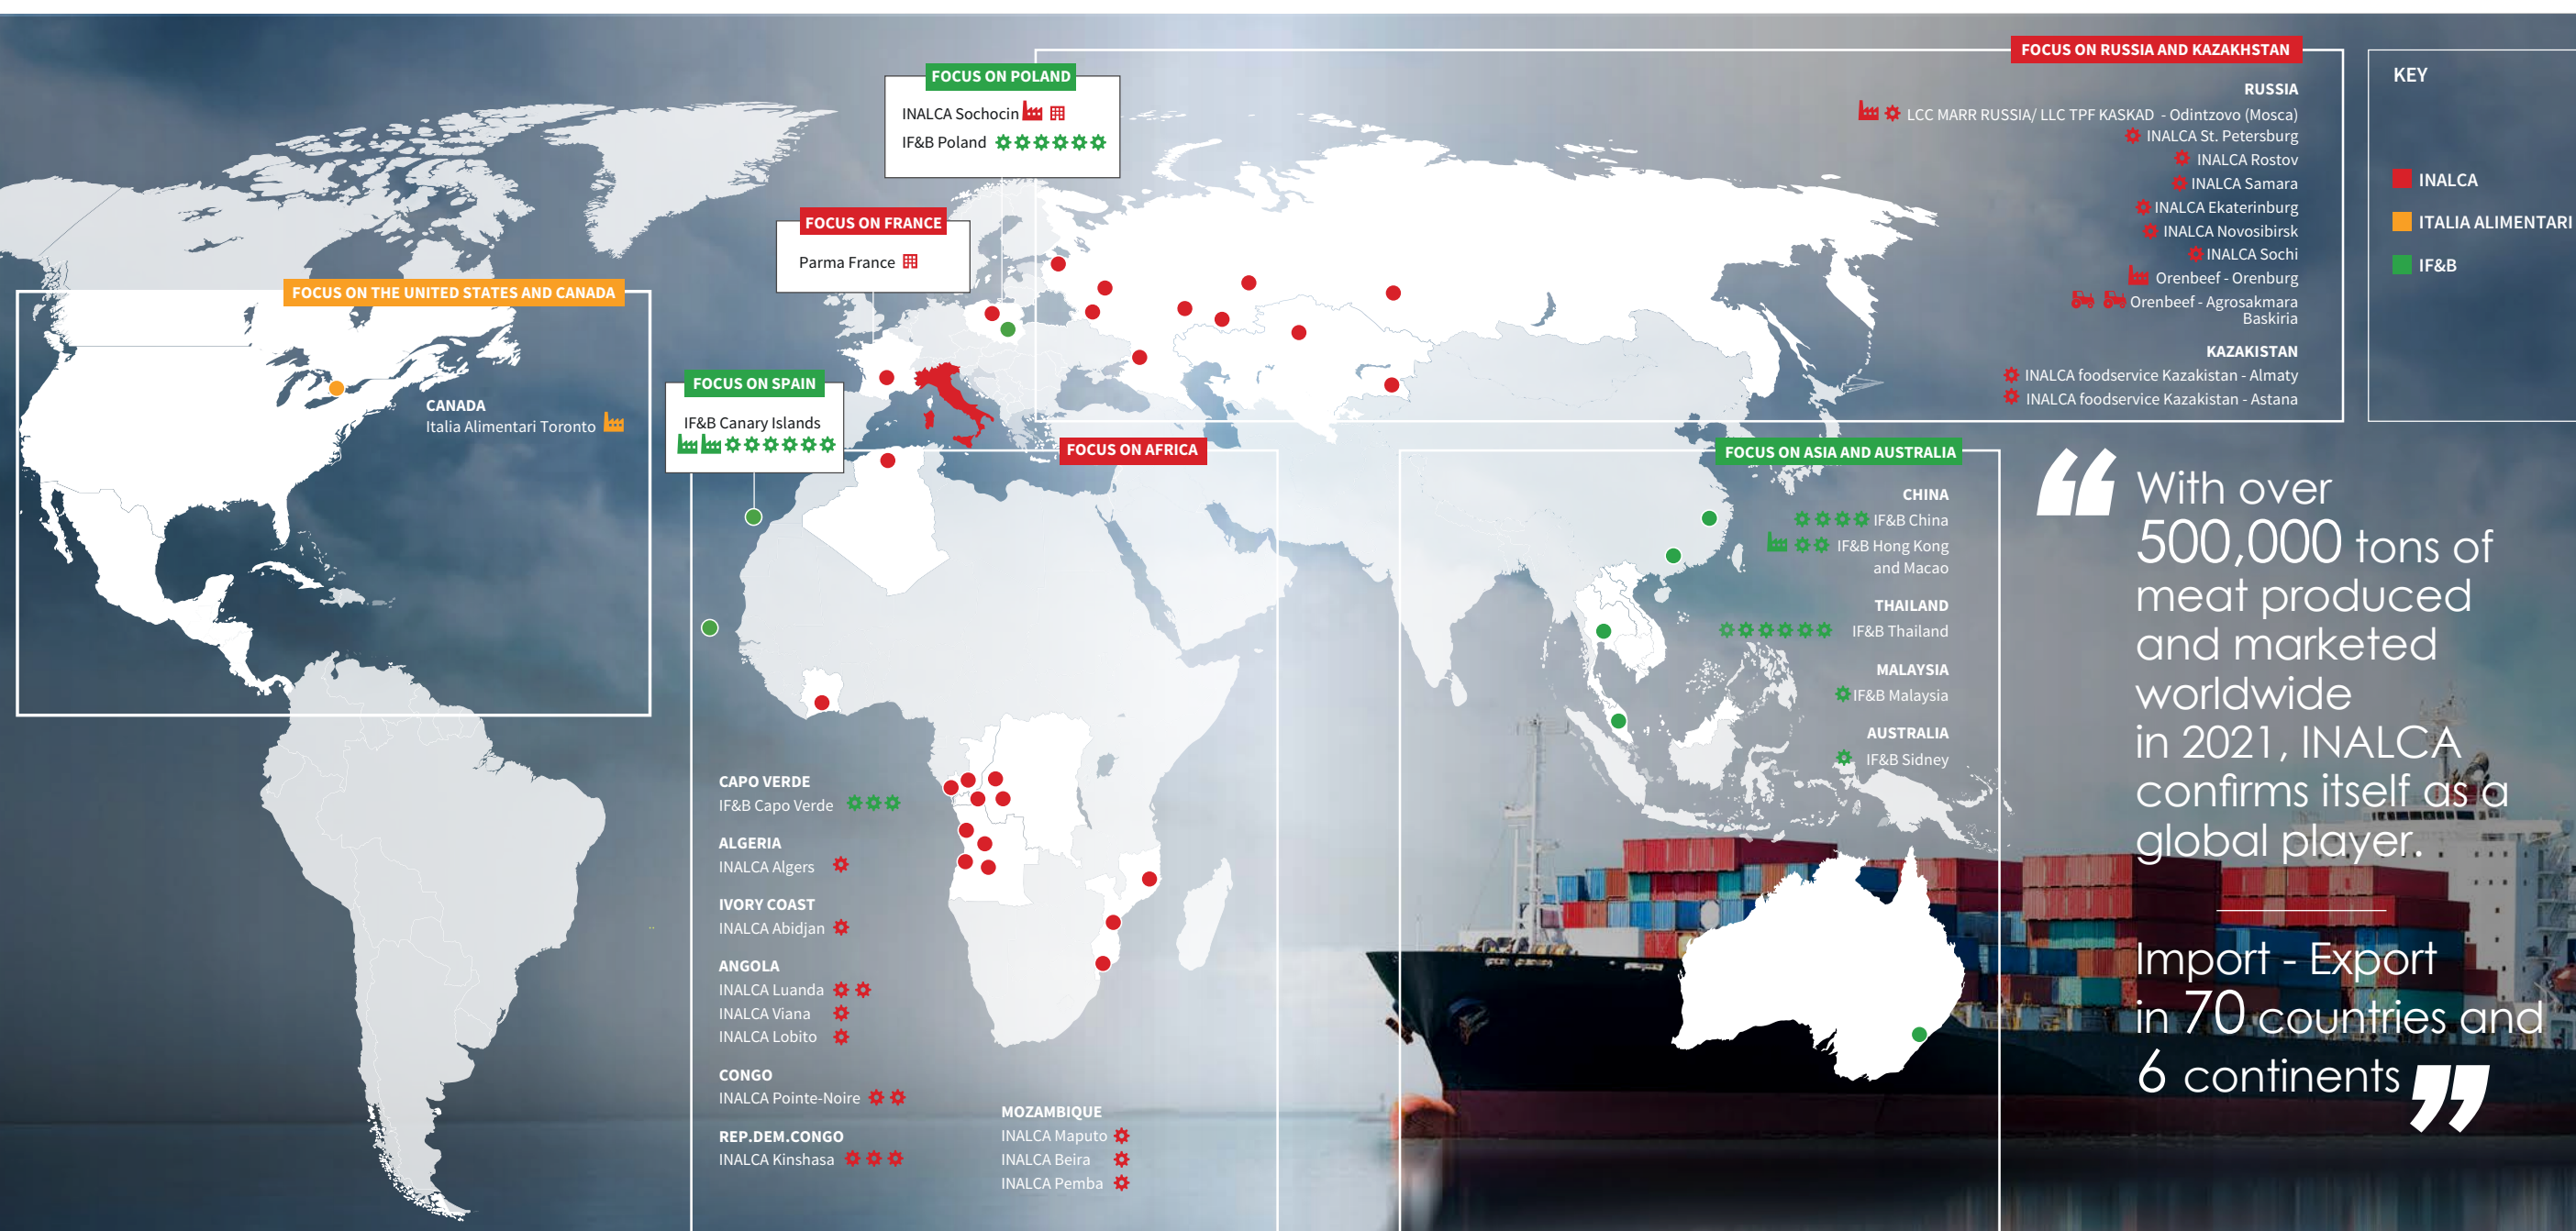 FOCUS ON POLAND
INALCA Sochocin
IF&B Poland
FOCUS ON FRANCE
Parma France
FOCUS ON THE UNITED STATES AND CANADA
CANADA
Italia Alimentari Toronto
FOCUS ON SPAIN
IF&B Canary Islands
FOCUS ON RUSSIA AND KAZAKHSTAN
RUSSIA
LCC MARR RUSSIA/ LLC TPF KASKAD - Odintzovo (Mosca)
INALCA St. Petersburg
INALCA Rostov
INALCA Samara
INALCA Ekaterinburg
INALCA Novosibirsk
INALCA Sochi
Orenbeef - Orenburg
Orenbeef - Agrosakmara
Baskiria
KAZAKISTAN
INALCA foodservice Kazakistan - Almaty
INALCA foodservice Kazakistan - Astana
KEY
INALCA
ITALIA ALIMENTARI
IF&B
FOCUS ON AFRICA
CAPO VERDE
IF&B Capo Verde
ALGERIA
INALCA Algers
IVORY COAST
INALCA Abidjan
ANGOLA
INALCA Luanda
INALCA Viana
INALCA Lobito
CONGO
INALCA Pointe-Noire
REP.DEM.CONGO
INALCA Kinshasa
MOZAMBIQUE
INALCA Maputo
INALCA Beira
INALCA Pemba
FOCUS ON ASIA AND AUSTRALIA
CHINA
IF&B China
IF&B Hong Kong
and Macao
THAILAND
IF&B Thailand
MALAYSIA
IF&B Malaysia
AUSTRALIA
IF&B Sidney
“ With over
500,000 tons of
meat produced
and marketed
worldwide
in 2021, INALCA
confirms itself as a
global player.
Import - Export
in 70 countries and
6 continents ”